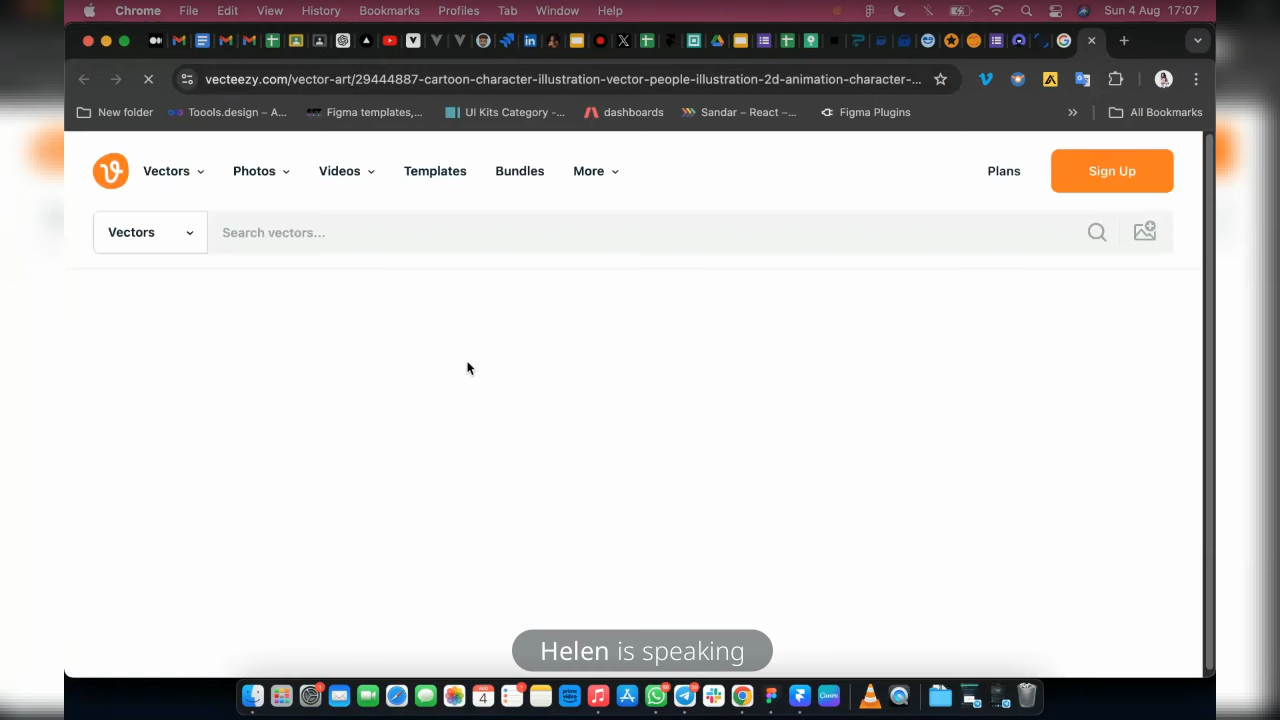 Chrome File Edit View History Bookmarks Profiles Tab Window Help Sun 4 Aug 17:07
vecteezy.com/vector-art/29444887-cartoon-character-illustration-vector-people-illustration-2d-animation-character-...
New folder Toools.design – A... Figma templates,... UI Kits Category -... dashboards Sandar – React –... Figma Plugins » All Bookmarks
Vectors Photos Videos Templates Bundles More Plans Sign Up
Vectors Search vectors...
Helen is speaking